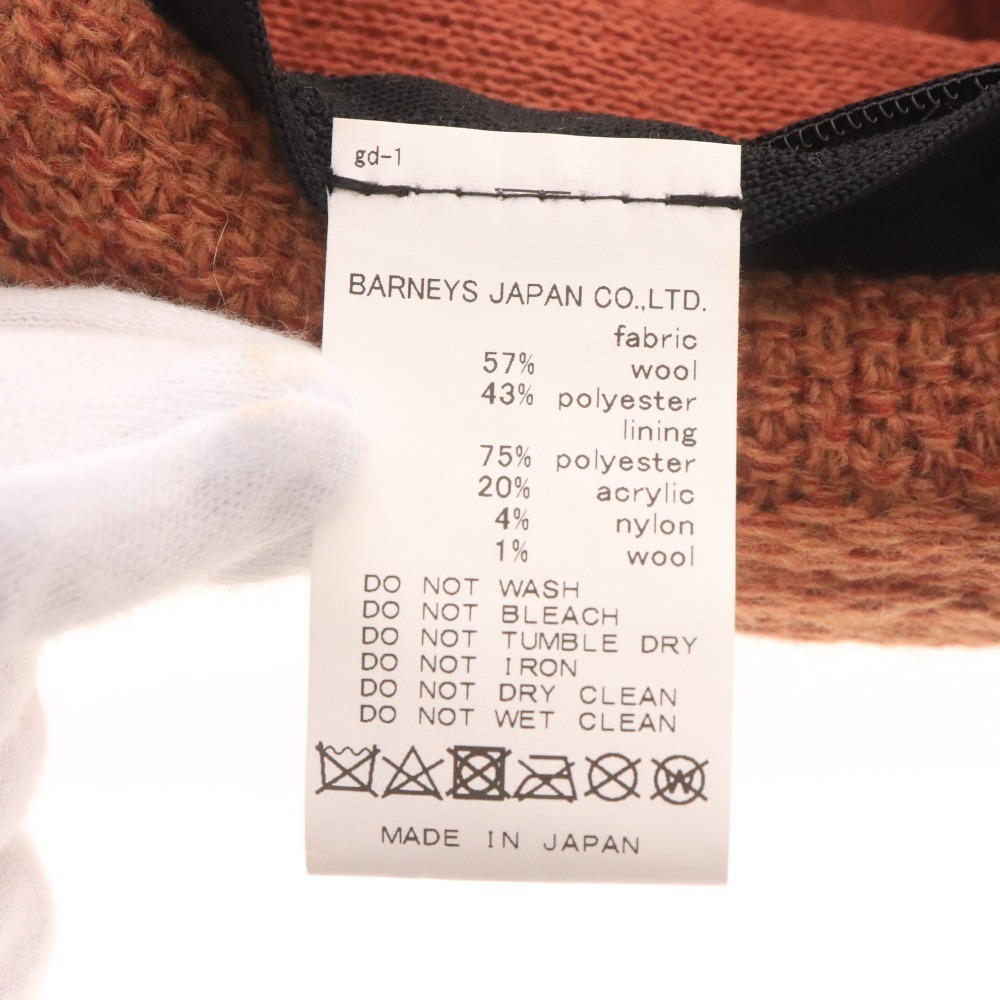 gd-1
BARNEYS JAPAN CO.,LTD.
fabric
57% wool
43% polyester
lining
75% polyester
20% acrylic
4% nylon
1% wool
DO NOT WASH
DO NOT BLEACH
DO NOT TUMBLE DRY
DO NOT IRON
DO NOT DRY CLEAN
DO NOT WET CLEAN
W
MADE IN JAPAN